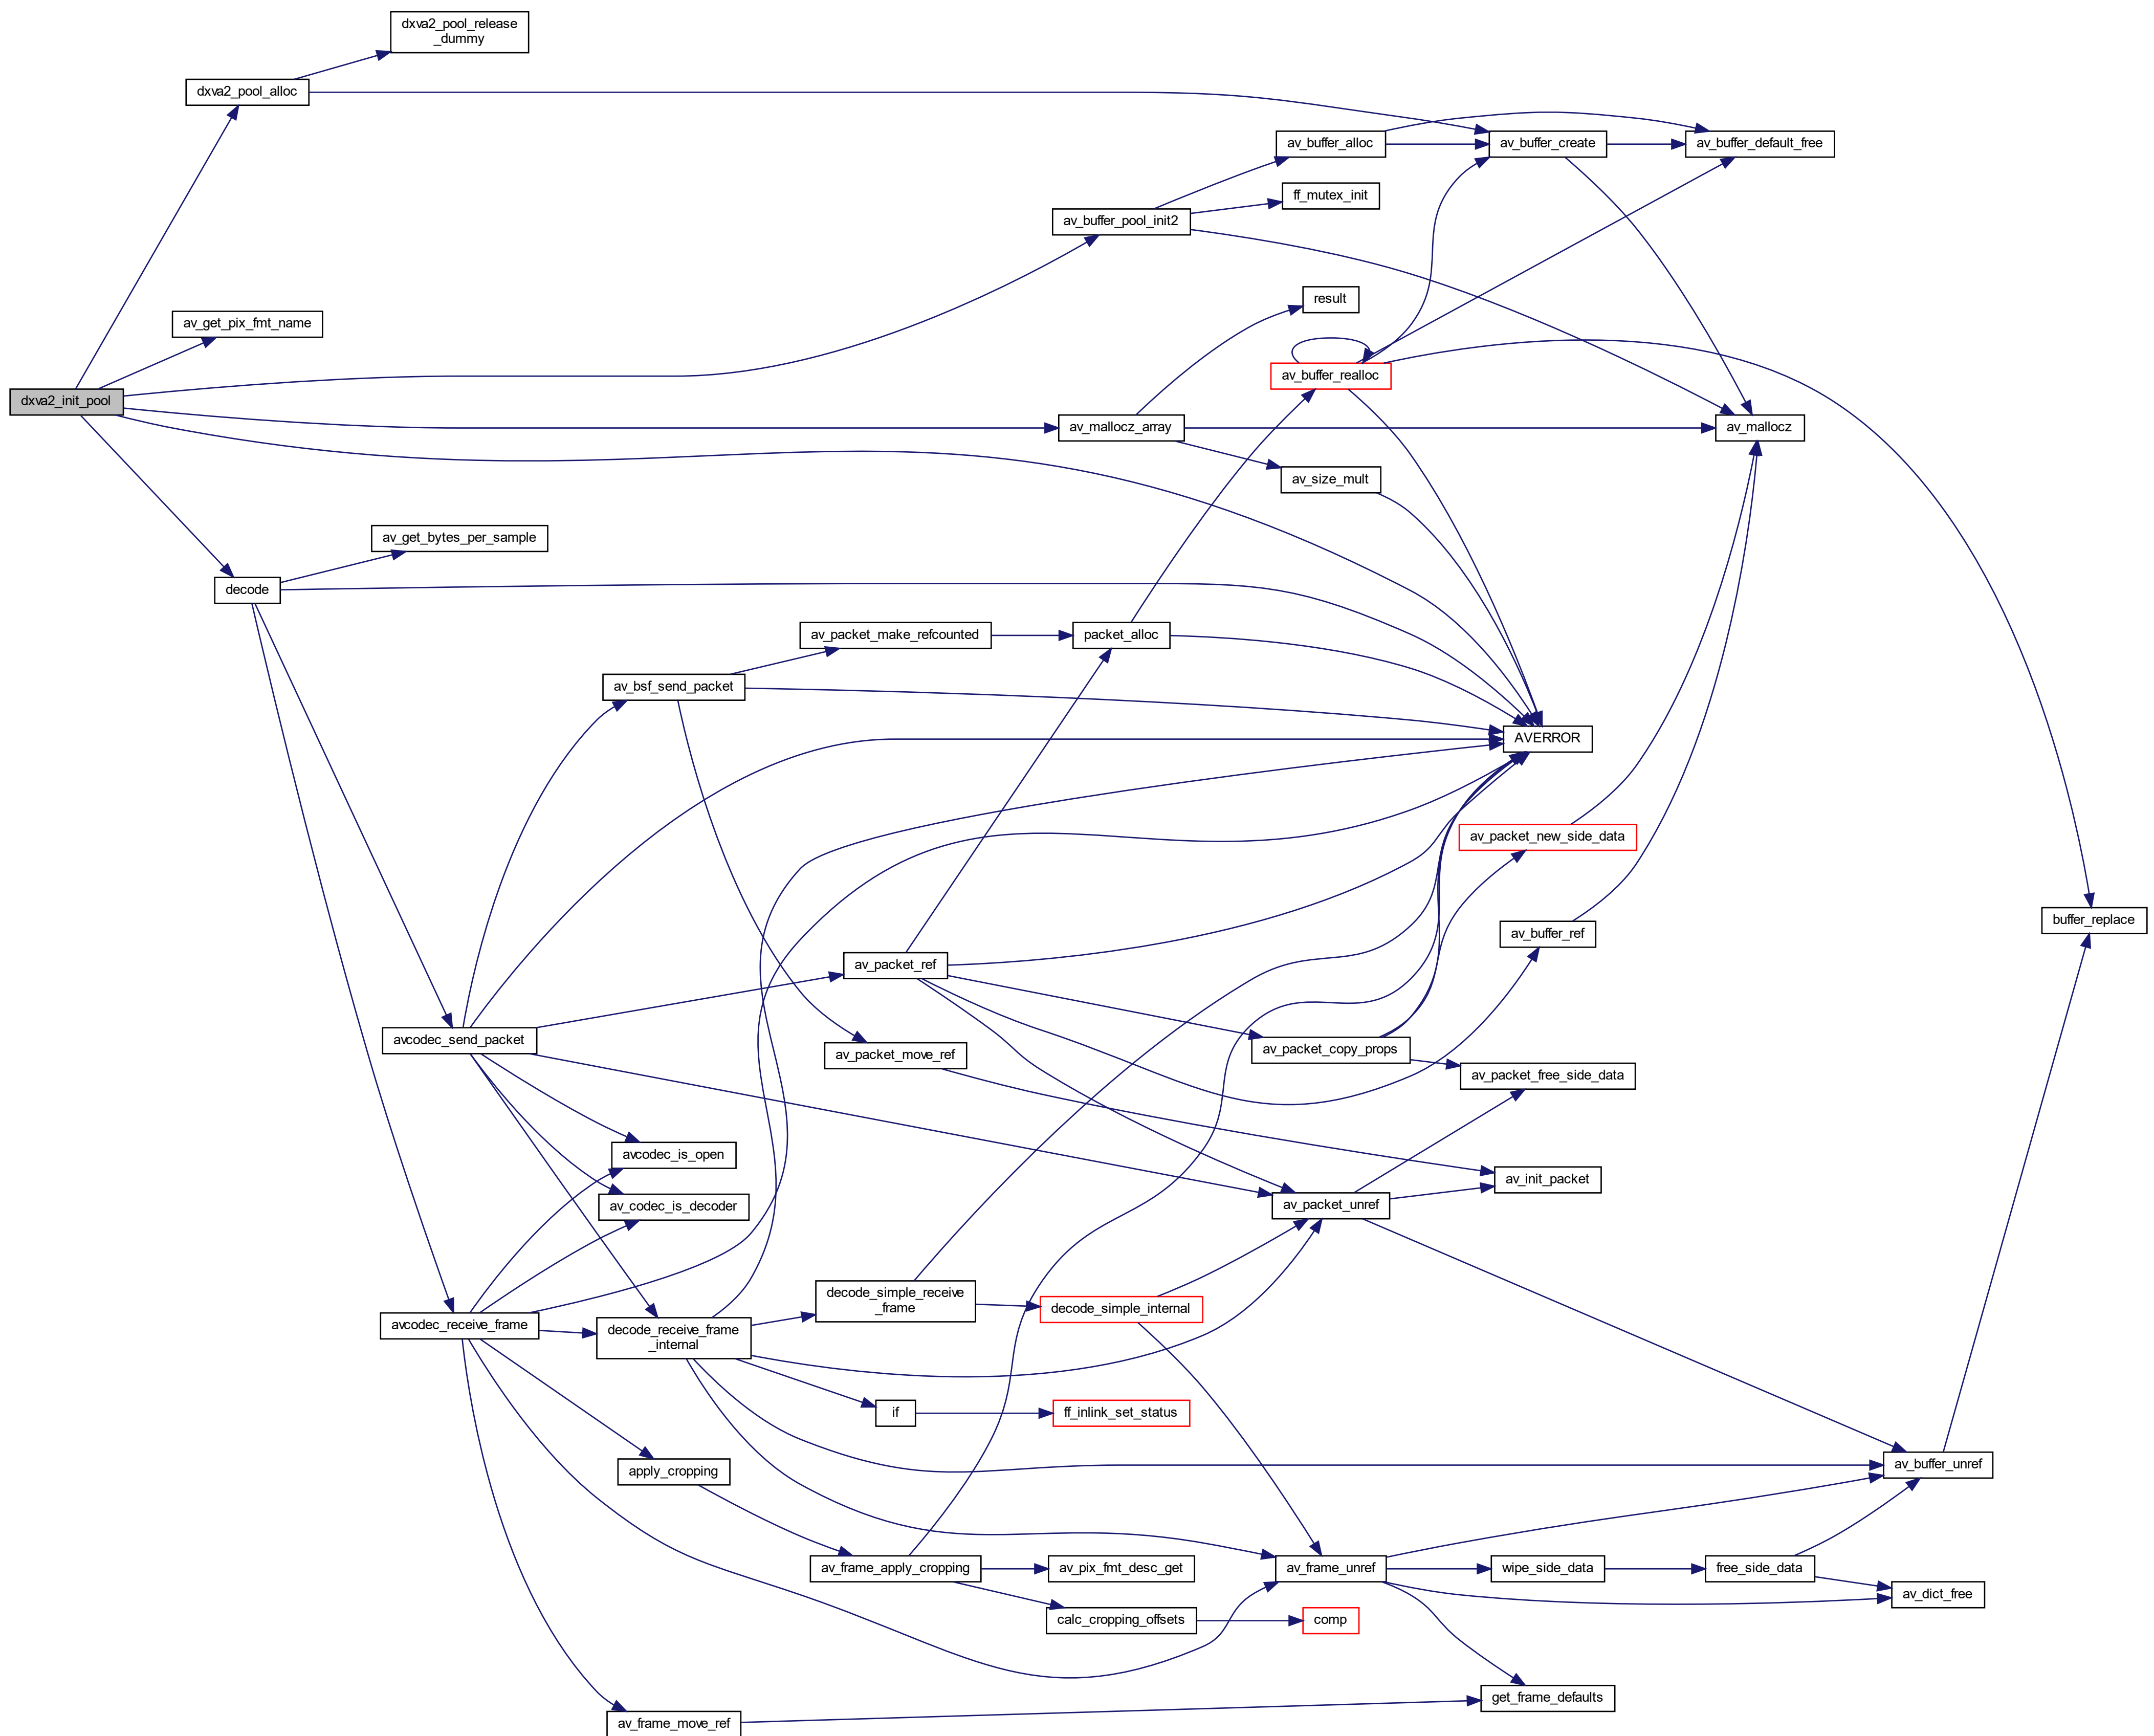 dxva2_pool_release
_dummy
dxva2_pool_alloc
av_buffer_alloc
av_buffer_create
av_buffer_default_free
ff_mutex_init
av_buffer_pool_init2
result
av_get_pix_fmt_name
av_buffer_realloc
dxva2_init_pool
av_mallocz_array
av_mallocz
av_size_mult
av_get_bytes_per_sample
decode
av_packet_make_refcounted
packet_alloc
av_bsf_send_packet
AVERROR
av_packet_new_side_data
buffer_replace
av_buffer_ref
av_packet_ref
avcodec_send_packet
av_packet_copy_props
av_packet_move_ref
av_packet_free_side_data
avcodec_is_open
av_init_packet
av_codec_is_decoder
av_packet_unref
decode_simple_receive
_frame
decode_simple_internal
avcodec_receive_frame
decode_receive_frame
_internal
if
ff_inlink_set_status
av_buffer_unref
apply_cropping
av_frame_apply_cropping
av_pix_fmt_desc_get
av_frame_unref
wipe_side_data
free_side_data
av_dict_free
calc_cropping_offsets
comp
get_frame_defaults
av_frame_move_ref